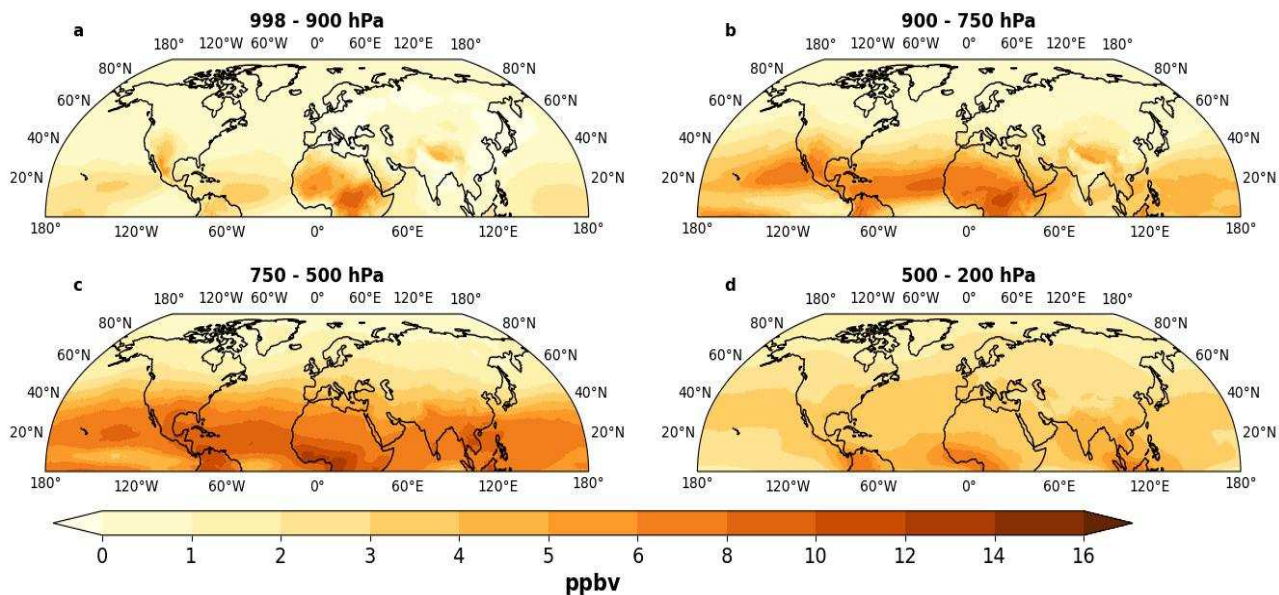 998 - 900 hPa
900 - 750 hPa
a
b
180° 120°W 60°W 0° 60°E 120°E 180°
180° 120°W 60°W 0° 60°E 120°E 180°
80°N 80°N 80°N 80°N
60°N 60°N 60°N 60°N
40°N 40°N 40°N 40°N
20°N 20°N 20°N 20°N
180° 180° 180° 180°
120°W 60°W 0° 60°E 120°E
120°W 60°W 0° 60°E 120°E
750 - 500 hPa
500 - 200 hPa
c
d
180° 120°W 60°W 0° 60°E 120°E 180°
180° 120°W 60°W 0° 60°E 120°E 180°
80°N 80°N 80°N 80°N
60°N 60°N 60°N 60°N
40°N 40°N 40°N 40°N
20°N 20°N 20°N 20°N
180° 180° 180° 180°
120°W 60°W 0° 60°E 120°E
120°W 60°W 0° 60°E 120°E
0 1 2 3 4 5 6 8 10 12 14 16
ppbv